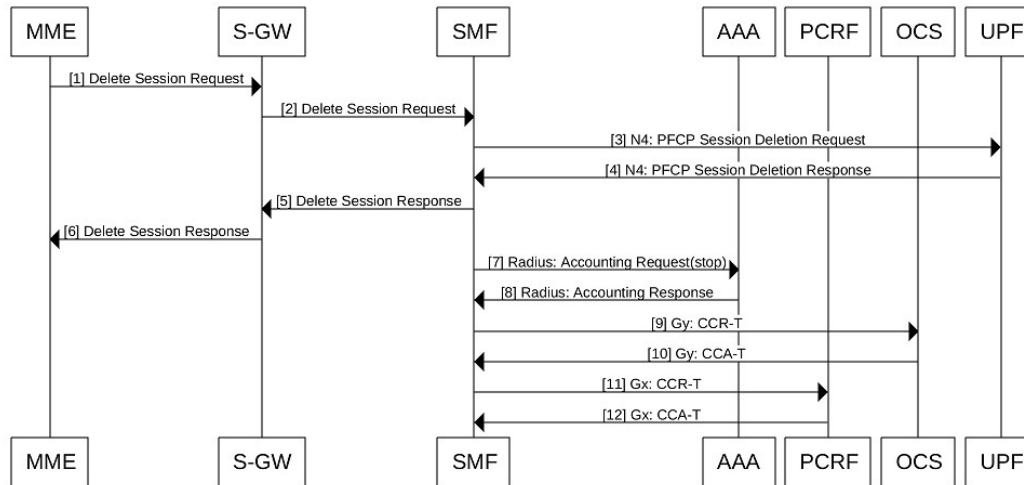 MME S-GW SMF AAA PCRF OCS UPF
[1] Delete Session Request
[2] Delete Session Request
[3] N4: PFCP Session Deletion Request
[4] N4: PFCP Session Deletion Response
[5] Delete Session Response
[6] Delete Session Response
[7] Radius: Accounting Request(stop)
[8] Radius: Accounting Response
[9] Gy: CCR-T
[10] Gy: CCA-T
[11] Gx: CCR-T
[12] Gx: CCA-T
MME S-GW SMF AAA PCRF OCS UPF